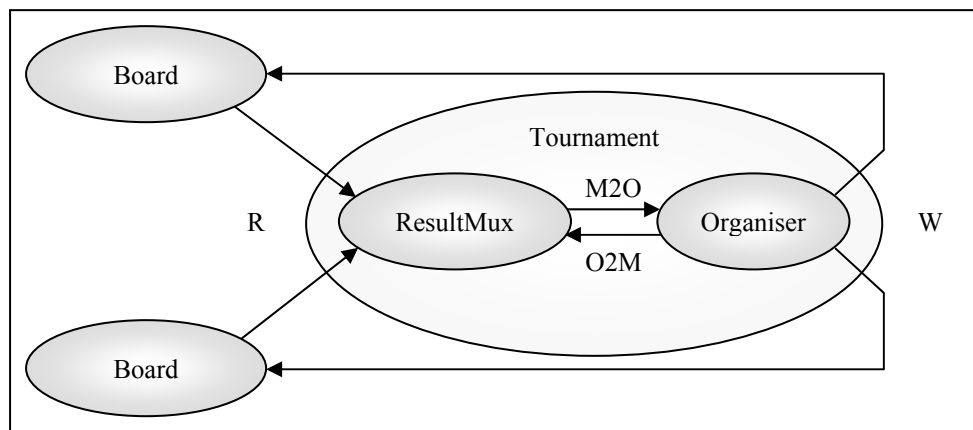 Board
Tournament
M2O
R
ResultMux
Organiser
W
O2M
Board